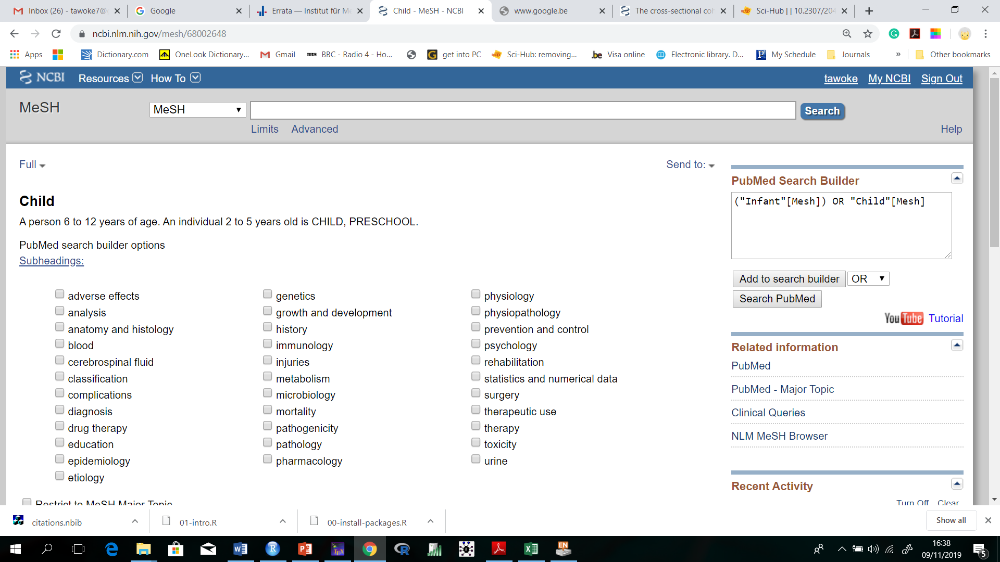 Inbox (26) - tawoke7@
Google
Errata — Institut für Me
Child - MeSH - NCBI
www.google.be
The cross-sectional coh
Sci-Hub | | 10.2307/204
ncbi.nlm.nih.gov/mesh/68002648
Apps
Dictionary.com
OneLook Dictionary...
Gmail
BBC - Radio 4 - Ho...
get into PC
Sci-Hub: removing...
Visa online
Electronic library. D...
My Schedule
Journals
»
Other bookmarks
NCBI
Resources
How To
tawoke
My NCBI
Sign Out
MeSH
MeSH
Search
Limits
Advanced
Help
Full
Send to:
Child
A person 6 to 12 years of age. An individual 2 to 5 years old is CHILD, PRESCHOOL.
PubMed search builder options
Subheadings:
adverse effects
analysis
anatomy and histology
blood
cerebrospinal fluid
classification
complications
diagnosis
drug therapy
education
epidemiology
etiology
genetics
growth and development
history
immunology
injuries
metabolism
microbiology
mortality
pathogenicity
pathology
pharmacology
physiology
physiopathology
prevention and control
psychology
rehabilitation
statistics and numerical data
surgery
therapeutic use
therapy
toxicity
urine
Restrict to MeSH Major Topic
PubMed Search Builder
("Infant"[Mesh]) OR "Child"[Mesh]
Add to search builder
OR
Search PubMed
YouTube Tutorial
Related information
PubMed
PubMed - Major Topic
Clinical Queries
NLM MeSH Browser
Recent Activity
Turn Off
Clear
citations.nbib
01-intro.R
00-install-packages.R
Show all
16:38
09/11/2019
5